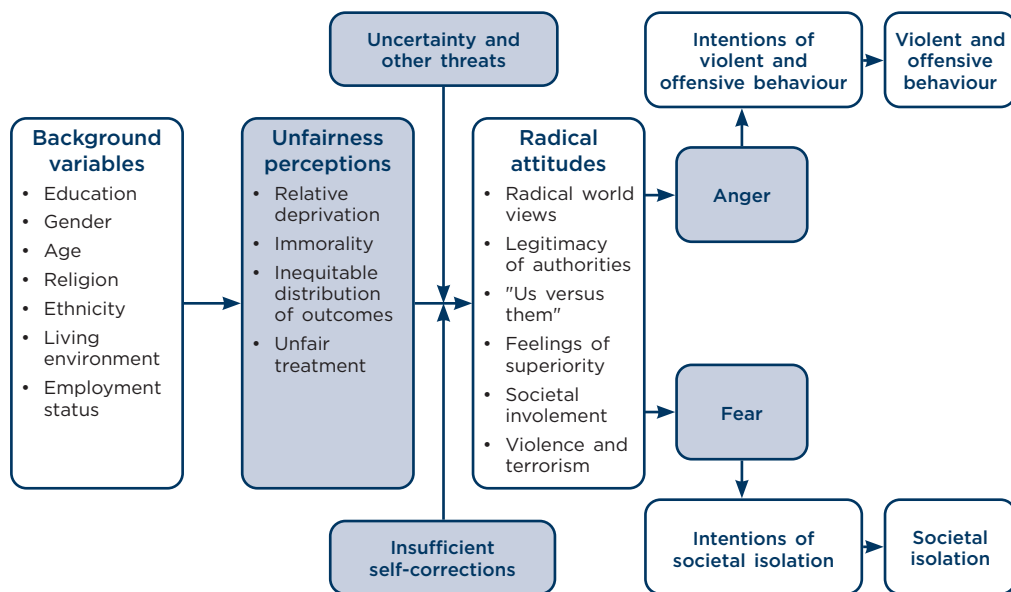 Uncertainty and
other threats
Intentions of
violent and
offensive behaviour
Violent and
offensive
behaviour
Background
variables
• Education
• Gender
• Age
• Religion
• Ethnicity
• Living
environment
• Employment
status
Unfairness
perceptions
• Relative
deprivation
• Immorality
• Inequitable
distribution
of outcomes
• Unfair
treatment
Radical
attitudes
• Radical world
views
• Legitimacy
of authorities
• "Us versus
them"
• Feelings of
superiority
• Societal
involement
• Violence and
terrorism
Anger
Fear
Insufficient
self-corrections
Intentions of
societal isolation
Societal
isolation